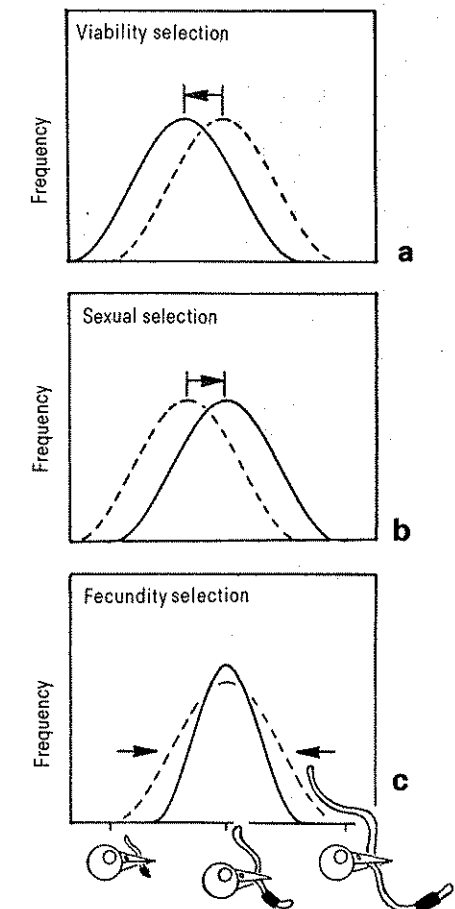 Viability selection
Frequency
a
Sexual selection
Frequency
b
Fecundity selection
Frequency
c